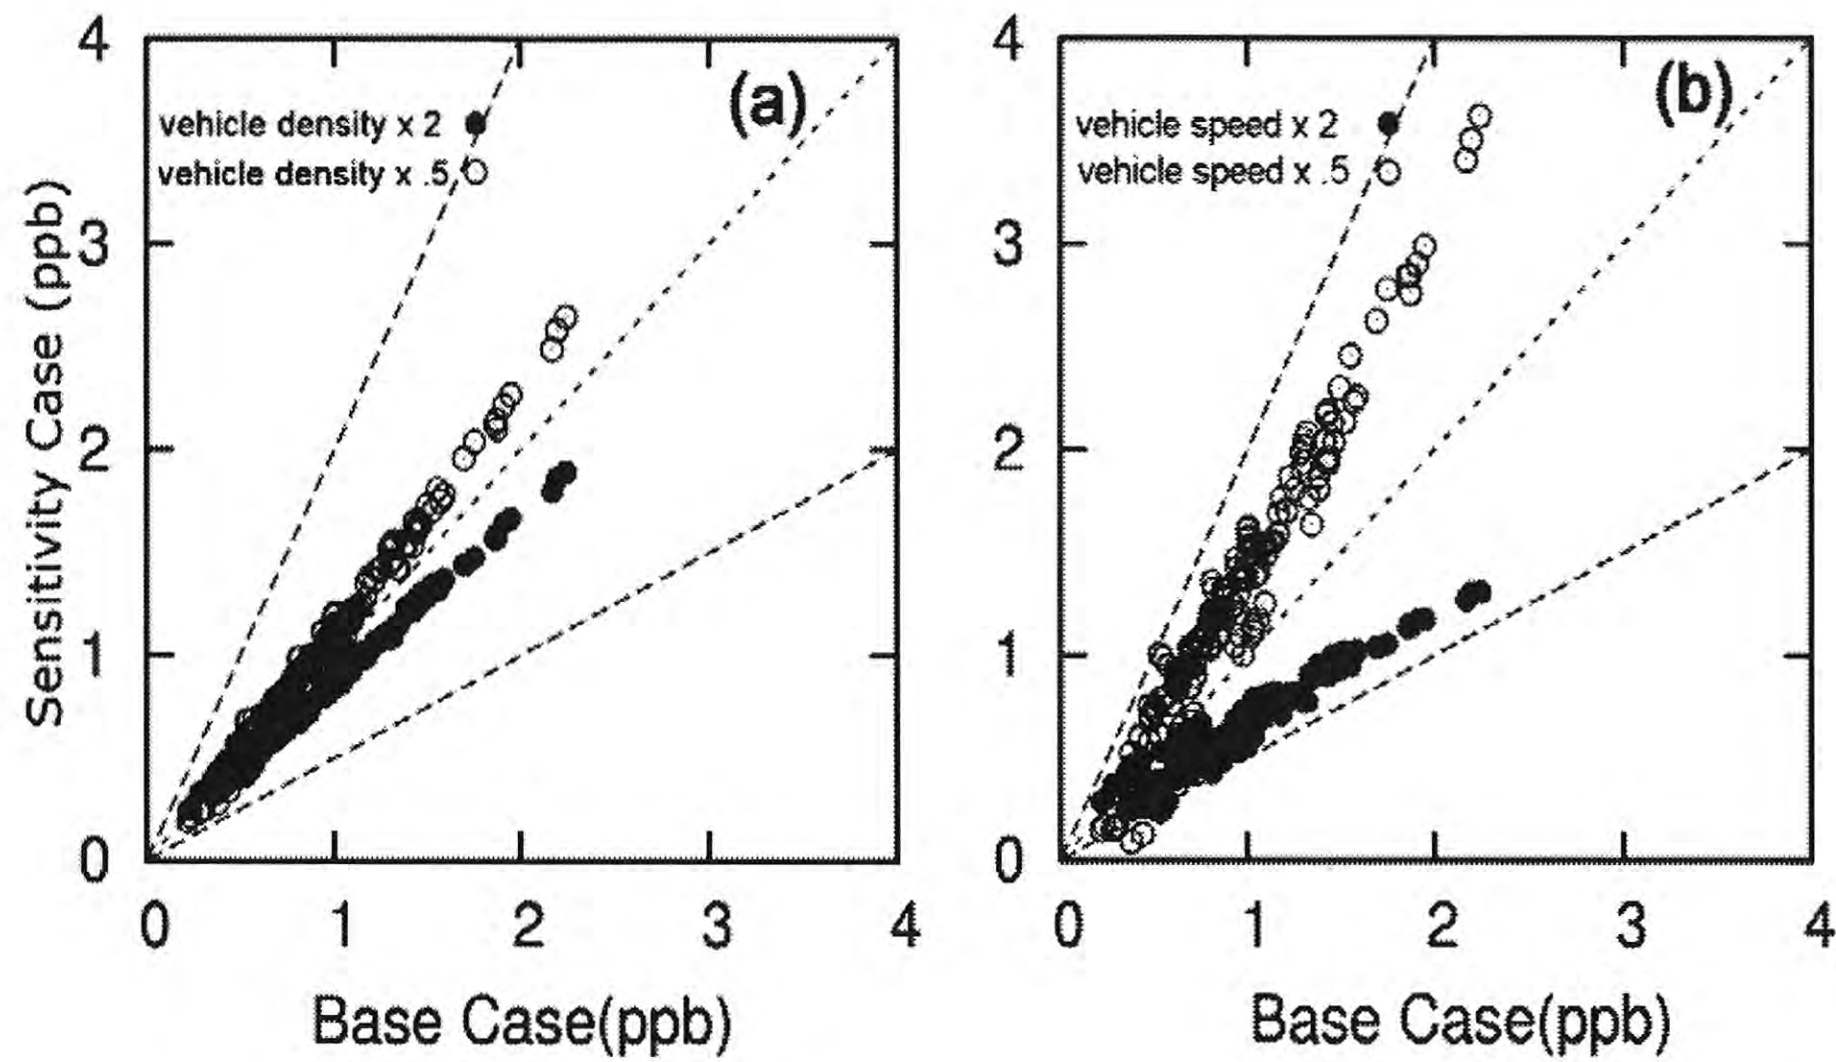 4
3
2
1
0
Sensitivity Case (ppb)
(a)
vehicle density x 2
vehicle density x .5
0 1 2 3 4
Base Case(ppb)
4
3
2
1
0
(b)
vehicle speed x 2
vehicle speed x .5
0 1 2 3 4
Base Case(ppb)